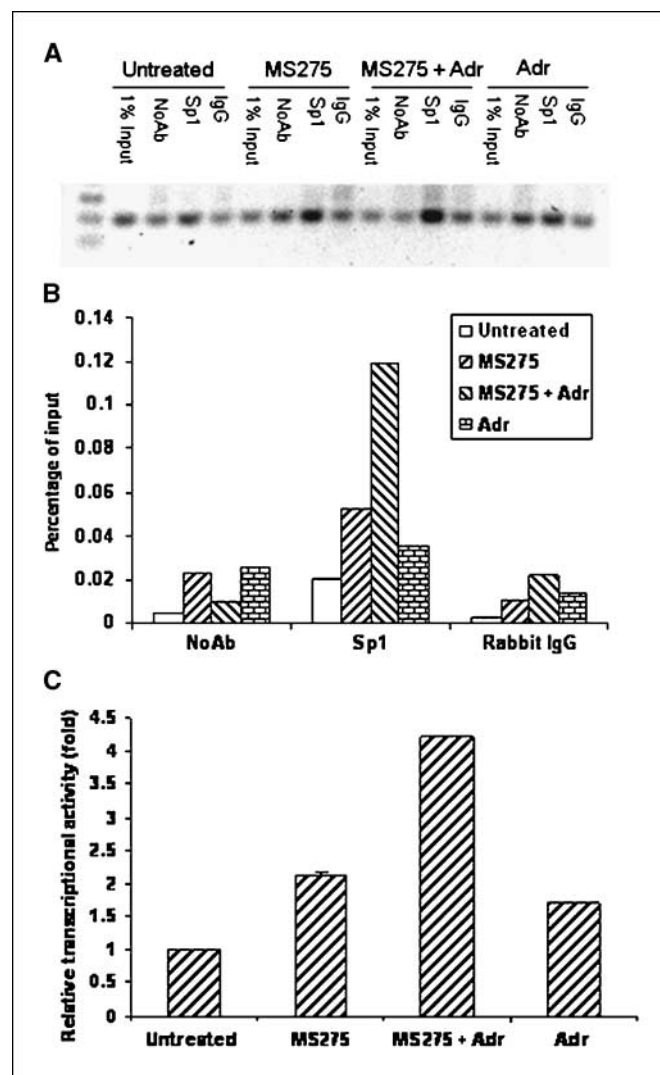 A
Untreated MS275 MS275 + Adr Adr
1% Input NoAb Sp1 IgG 1% Input NoAb Sp1 IgG 1% Input NoAb Sp1 IgG 1% Input NoAb Sp1 IgG
B
Percentage of input
0.14
0.12
0.1
0.08
0.06
0.04
0.02
0
Untreated
MS275
MS275 + Adr
Adr
NoAb Sp1 Rabbit IgG
C
Relative transcriptional activity (fold)
4.5
4
3.5
3
2.5
2
1.5
1
0.5
0
Untreated MS275 MS275 + Adr Adr